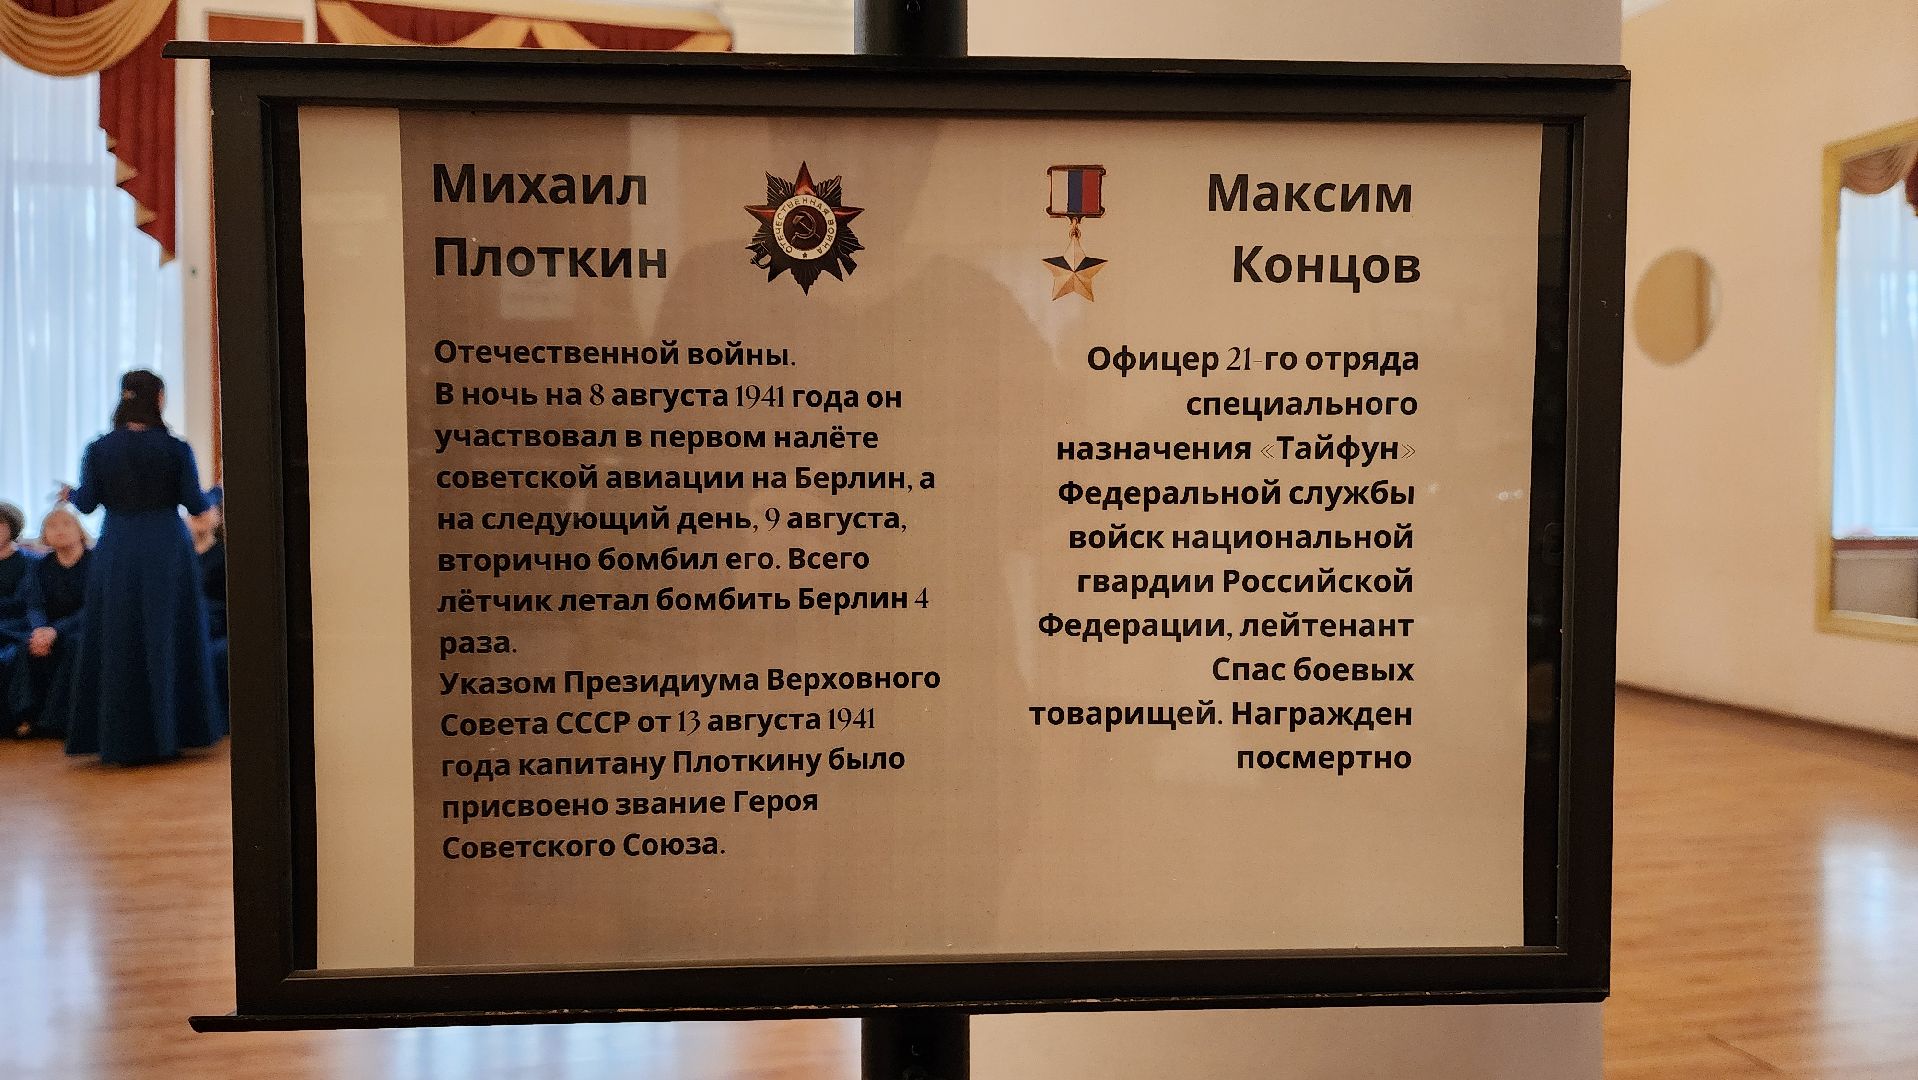 Михаил
Плоткин
ОТЕЧЕСТВЕННАЯ ВОЙНА
Отечественной войны.
В ночь на 8 августа 1941 года он
участвовал в первом налёте
советской авиации на Берлин, а
на следующий день, 9 августа,
вторично бомбил его. Всего
лётчик летал бомбить Берлин 4
раза.
Указом Президиума Верховного
Совета СССР от 13 августа 1941
года капитану Плоткину было
присвоено звание Героя
Советского Союза.
Максим
Концов
Офицер 21-го отряда
специального
назначения «Тайфун»
Федеральной службы
войск национальной
гвардии Российской
Федерации, лейтенант
Спас боевых
товарищей. Награжден
посмертно